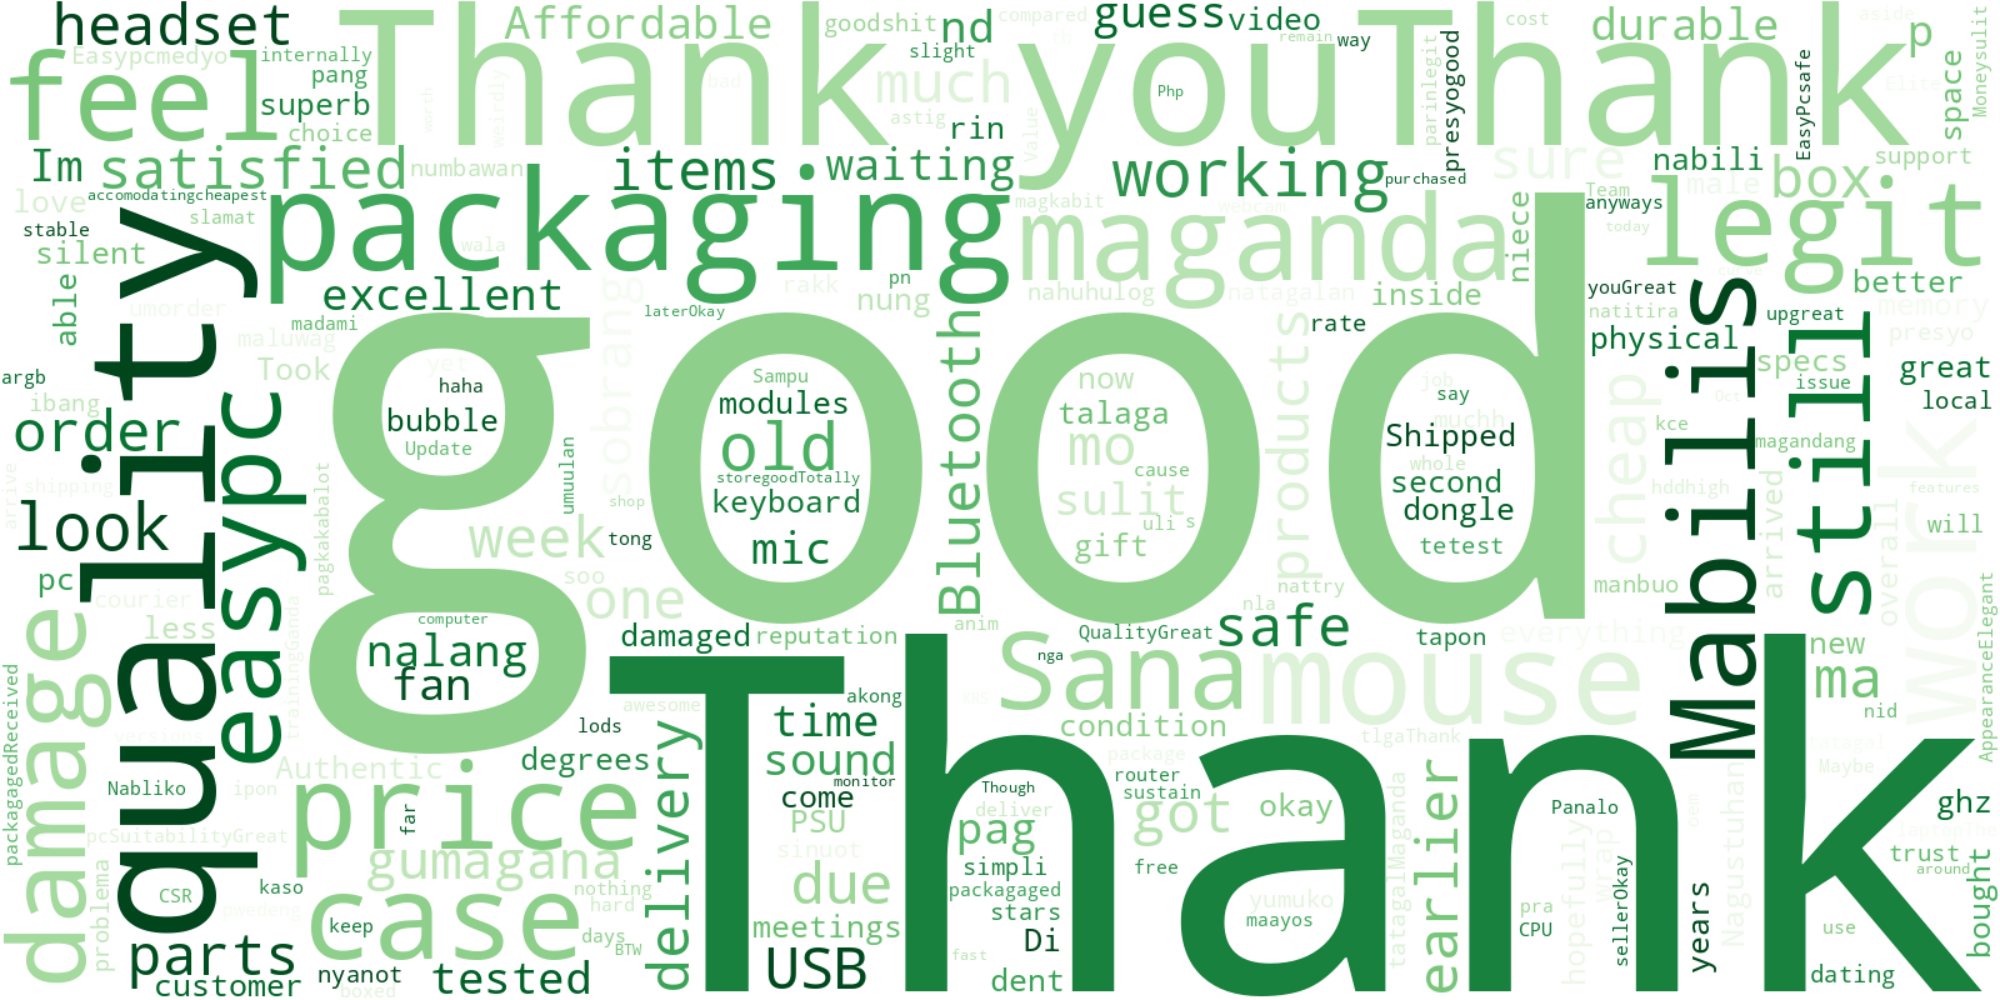 headset
Affordable
goodshit
nd
compared
tb
guess
video
cost
durable
aside
p
Easypcmedyo
internally
feel
Thank youThank
pang
superb
choice
worth
weirdly
bad
slight
much
astig
rin
Value
remain
way
Php
parinlegit
presyogood
EasyPcsafe
Elite
space
Moneysulit
Im
satisfied
numbawan
items
waiting
working
purchased
sure
nabili
support
love
accomodatingcheapest
slamat
packaging
wala
magkabit
webcam
maganda
niece
Team
anyways
male
box
today
legit
stable
silent
able
umorder
quality
excellent
madami
maluwag
sobrang
laterOkay
rakk
pn
nung
nahuhulog
natagalan
inside
rate
youGreat
natitira
physical
better
memory
upgreat
presyo
argb
ibang
Took
yet
haha
bubble
Update
good
Sampu
modules
old
storegoodTotally
keyboard
mic
Bluetooth
now
talaga
mo
cause
sulit
uli
s
gift
products
job
say
muchh
Shipped
whole
second
dongle
tetest
cheap
Oct
kce
Mabilis
specs
issue
great
local
magandang
still
order
easypc
look
arrive
shipping
pagkakabalot
umuulan
week
shop
tong
soo
one
nattry
nla
hddhigh
manbuo
arrived
overall
work
features
will
pc
courier
less
damage
computer
nalang
fan
damaged
reputation
anim
QualityGreat
safe
tapon
everything
new
ma
nid
AppearanceElegant
packagagedReceived
trainingGanda
versions
lods
awesome
akong
Sana
nga
mouse
condition
tlgaThank
tatagal
Maybe
Authentic
degrees
delivery
time
sound
monitor
come
PSU
sinuot
package
router
sustain
Though
deliver
pag
got
okay
Panalo
own
ghz
Nabliko
ipon
price
far
pcSuitabilityGreat
gumagana
Thank
due
simpli
packagaged
stars
free
yumuko
maayos
tatagalMaganda
earlier
pra
CPU
hopefully
wrap
sellerOkay
Nagustuhan
years
trust
around
bought
problema
CSR
kaso
pwedeng
case
keep
nothing
hard
days
BTW
meetings
Di
USB
dent
fast
use
dating
parts
customer
nyanot
boxed
tested